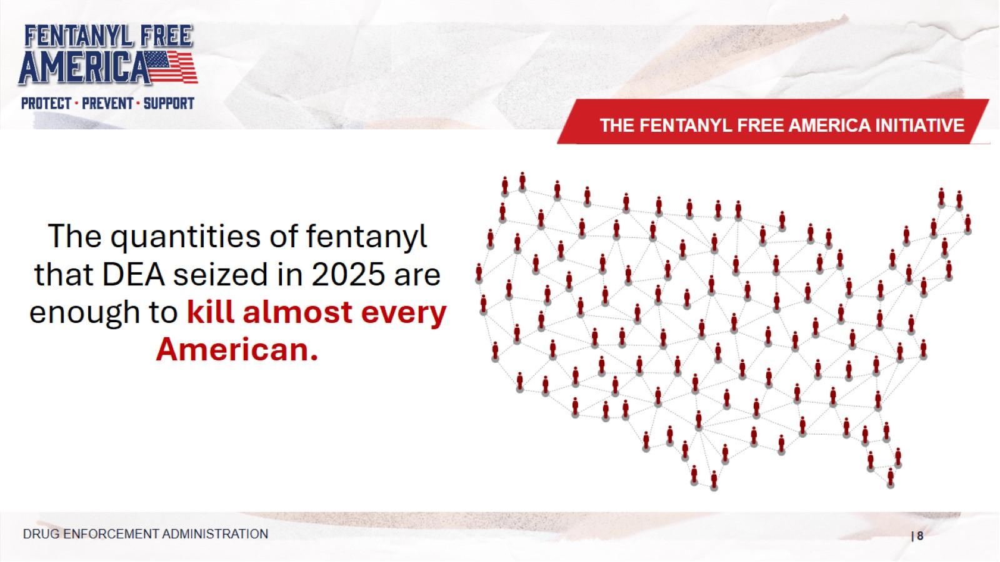 FENTANYL FREE
AMERICA
PROTECT • PREVENT • SUPPORT
THE FENTANYL FREE AMERICA INITIATIVE
The quantities of fentanyl
that DEA seized in 2025 are
enough to kill almost every
American.
DRUG ENFORCEMENT ADMINISTRATION
| 8